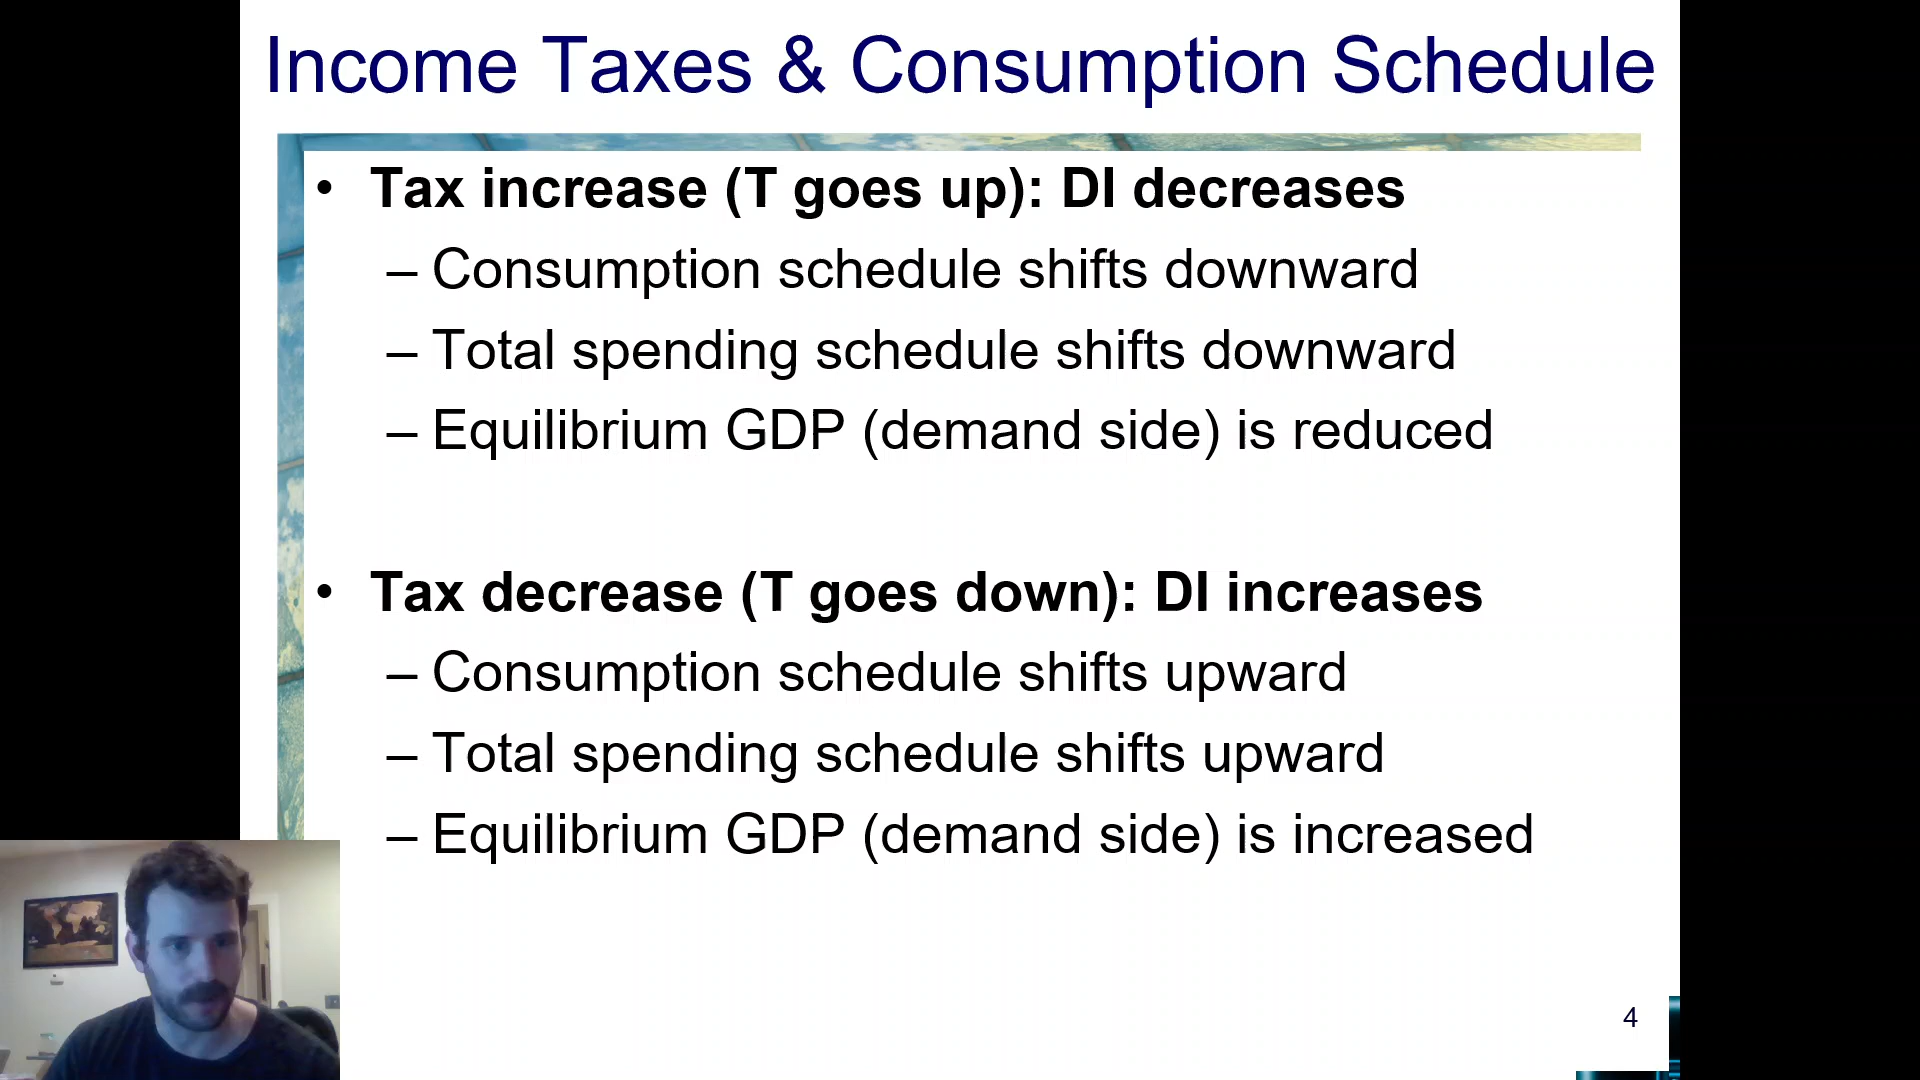 Income Taxes & Consumption Schedule
• Tax increase (T goes up): DI decreases
– Consumption schedule shifts downward
– Total spending schedule shifts downward
– Equilibrium GDP (demand side) is reduced
• Tax decrease (T goes down): DI increases
– Consumption schedule shifts upward
– Total spending schedule shifts upward
– Equilibrium GDP (demand side) is increased
4